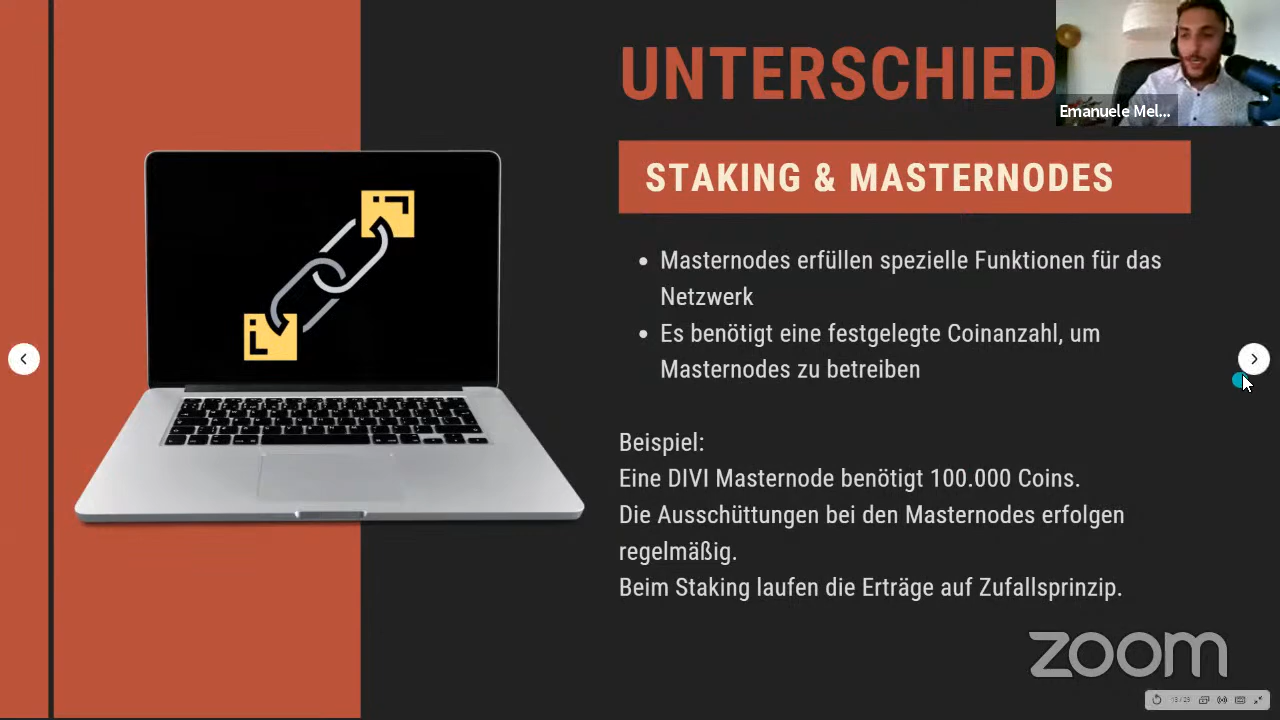 UNTERSCHIED
Emanuele Mel...
STAKING & MASTERNODES
• Masternodes erfüllen spezielle Funktionen für das
Netzwerk
• Es benötigt eine festgelegte Coinanzahl, um
Masternodes zu betreiben
Beispiel:
Eine DIVI Masternode benötigt 100.000 Coins.
Die Ausschüttungen bei den Masternodes erfolgen
regelmäßig.
Beim Staking laufen die Erträge auf Zufallsprinzip.
zoom